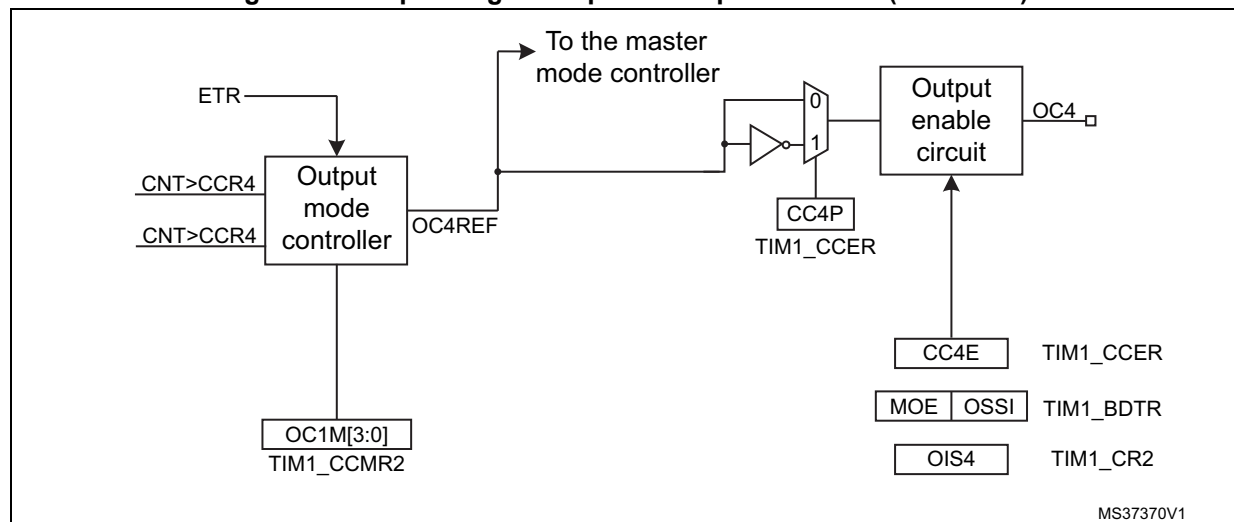 To the master
mode controller
ETR
0
Output
enable
circuit
OC4
1
CNT>CCR4
Output
mode
controller
OC4REF
CNT>CCR4
CC4P
TIM1_CCER
CC4E
TIM1_CCER
MOE
OSSI
TIM1_BDTR
OC1M[3:0]
TIM1_CCMR2
OIS4
TIM1_CR2
MS37370V1